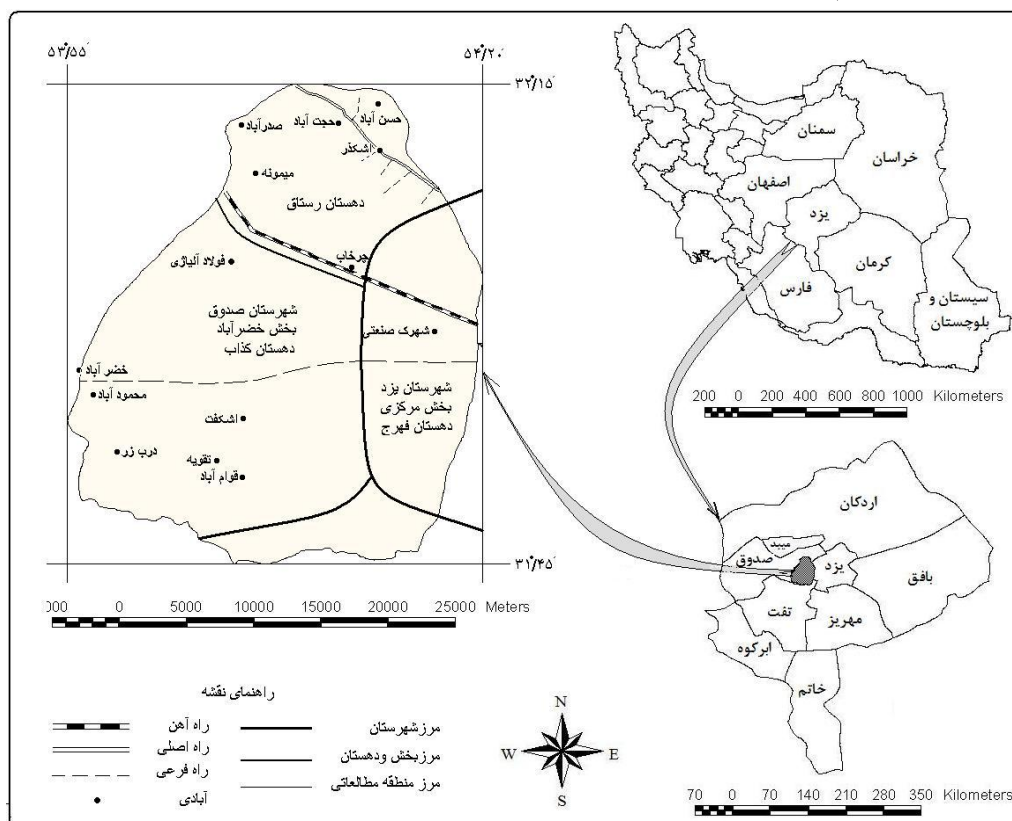 ۵۳°/۵۵´
۵۴°/۲۰´
۳۲°/۱۵´
حسن آباد
حجت آباد
صدرآباد
اشکذر
میمونه
دهستان رستاق
چرخاب
فولاد آلیاژی
شهرستان صدوق
بخش خضرآباد
دهستان کذاب
شهرک صنعتی
خضر آباد
محمود آباد
شهرستان یزد
بخش مرکزی
دهستان فهرج
اشکفت
درب زر
تقویه
قوام آباد
۳۱°/۴۵´
0 5000 10000 15000 20000 25000 Meters
سمنان
خراسان
اصفهان
یزد
کرمان
فارس
سیستان و
بلوچستان
200 0 200 400 600 800 1000 Kilometers
اردکان
میبد
صدوق
یزد
بافق
تفت
مهریز
ابرکوه
خاتم
70 0 70 140 210 280 350 Kilometers
راهنمای نقشه
راه آهن
مرزشهرستان
راه اصلی
مرزبخش ودهستان
راه فرعی
مرز منطقه مطالعاتی
آبادی
N
W E
S